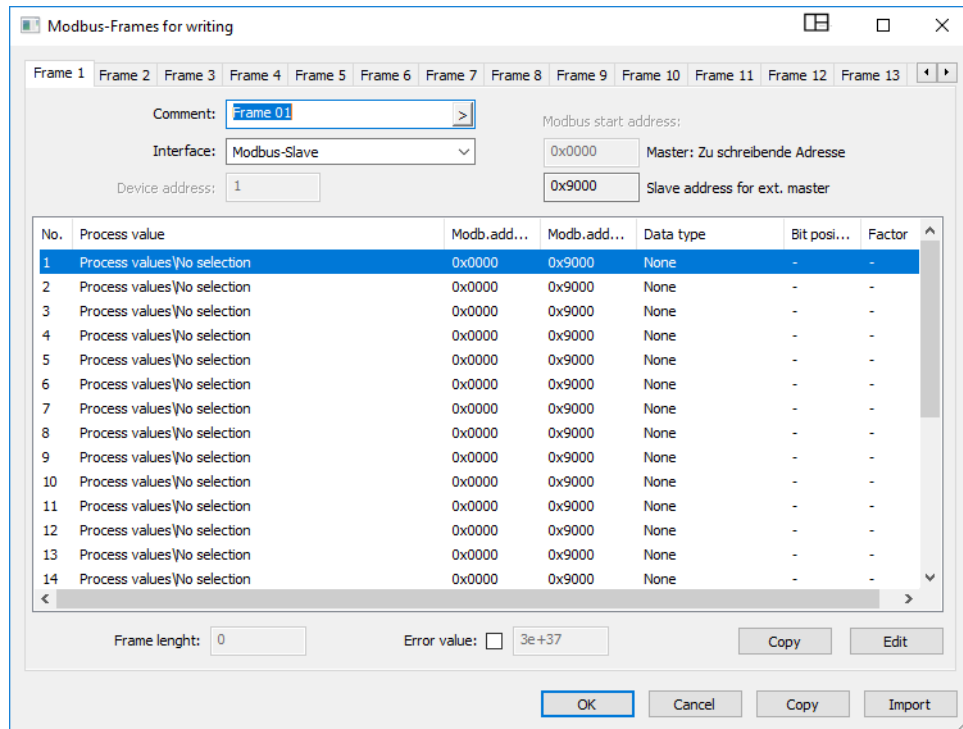 Modbus-Frames for writing
Frame 1 Frame 2 Frame 3 Frame 4 Frame 5 Frame 6 Frame 7 Frame 8 Frame 9 Frame 10 Frame 11 Frame 12 Frame 13
Comment: Frame 01 >
Modbus start address:
Interface: Modbus-Slave
0x0000 Master: Zu schreibende Adresse
Device address: 1
0x9000 Slave address for ext. master
No. Process value Modb.add... Modb.add... Data type Bit posi... Factor
1 Process values\No selection 0x0000 0x9000 None - -
2 Process values\No selection 0x0000 0x9000 None - -
3 Process values\No selection 0x0000 0x9000 None - -
4 Process values\No selection 0x0000 0x9000 None - -
5 Process values\No selection 0x0000 0x9000 None - -
6 Process values\No selection 0x0000 0x9000 None - -
7 Process values\No selection 0x0000 0x9000 None - -
8 Process values\No selection 0x0000 0x9000 None - -
9 Process values\No selection 0x0000 0x9000 None - -
10 Process values\No selection 0x0000 0x9000 None - -
11 Process values\No selection 0x0000 0x9000 None - -
12 Process values\No selection 0x0000 0x9000 None - -
13 Process values\No selection 0x0000 0x9000 None - -
14 Process values\No selection 0x0000 0x9000 None - -
Frame lenght: 0 Error value: 3e+37 Copy Edit
OK Cancel Copy Import